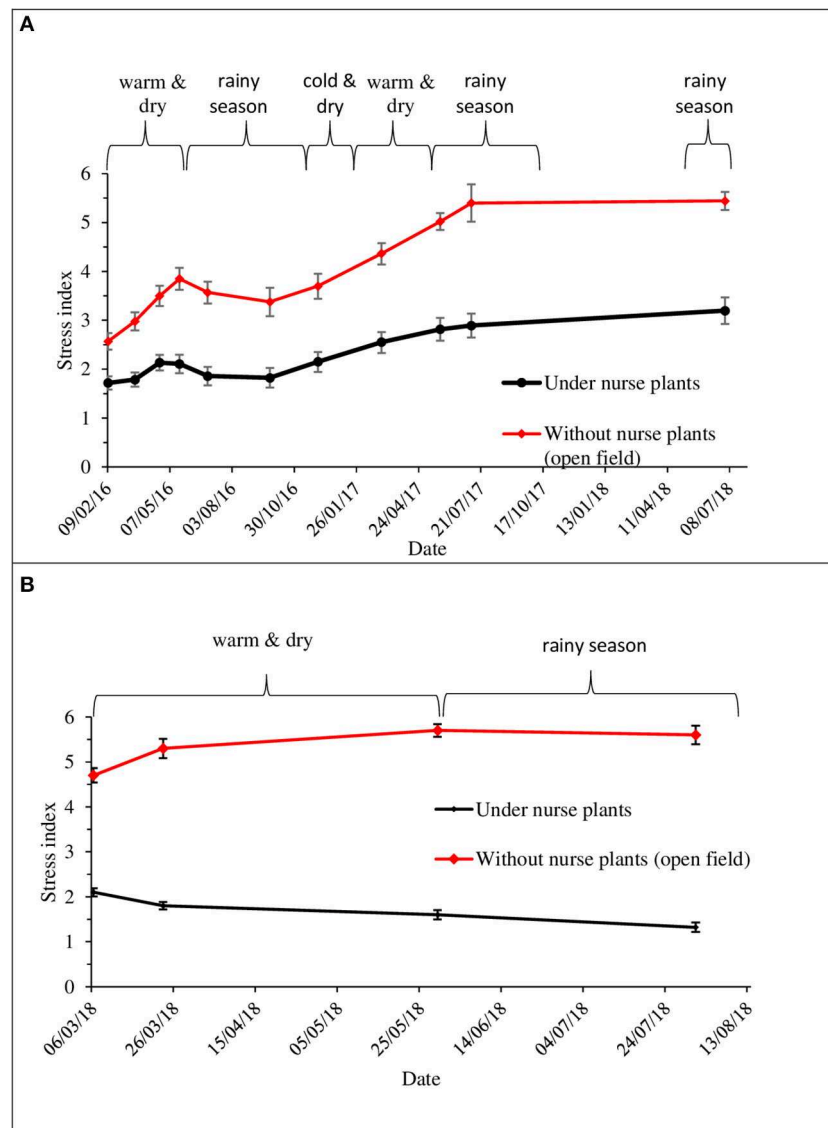 A
warm &
dry
rainy
season
cold &
dry
warm &
dry
rainy
season
rainy
season
6
5
4
3
2
1
0
Stress index
Under nurse plants
Without nurse plants
(open field)
09/02/16
07/05/16
03/08/16
30/10/16
26/01/17
24/04/17
21/07/17
17/10/17
13/01/18
11/04/18
08/07/18
Date
B
warm & dry
rainy season
6
5
4
3
2
1
0
Stress index
Under nurse plants
Without nurse plants (open field)
06/03/18
26/03/18
15/04/18
05/05/18
25/05/18
14/06/18
04/07/18
24/07/18
13/08/18
Date